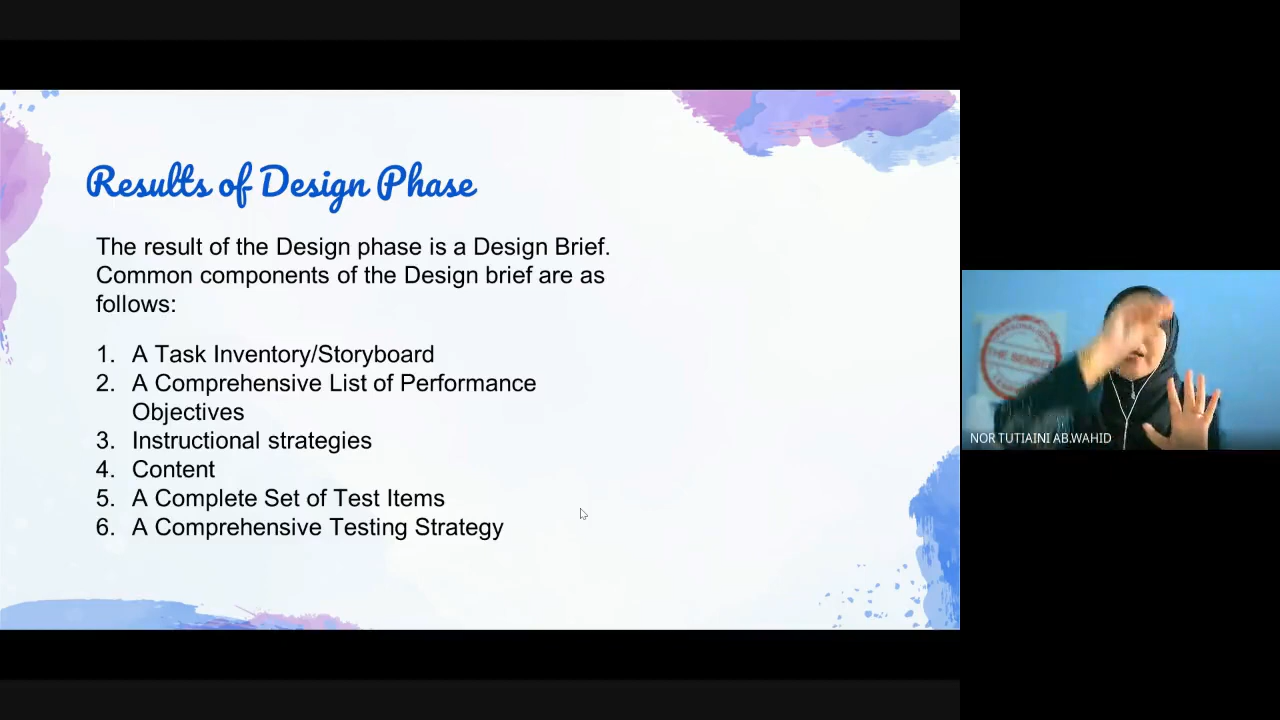 Results of Design Phase
The result of the Design phase is a Design Brief.
Common components of the Design brief are as
follows:
1. A Task Inventory/Storyboard
2. A Comprehensive List of Performance
Objectives
3. Instructional strategies
4. Content
5. A Complete Set of Test Items
6. A Comprehensive Testing Strategy
THE SENSEI
NOR TUTIAINI AB.WAHID